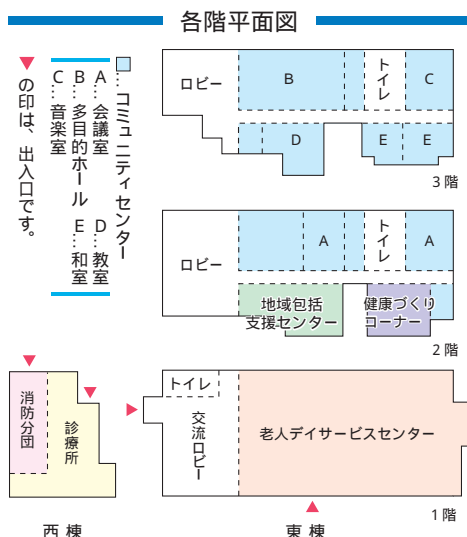 各階平面図
□…コミュニティセンター
A…会議室　D…教室
B…多目的ホール　E…和室
C…音楽室
▼の印は、出入口です。
ロビー
B
トイレ
C
D
E
E
3階
ロビー
A
トイレ
A
地域包括
支援センター
健康づくり
コーナー
2階
消防分団
診療所
西棟
トイレ
交流ロビー
老人デイサービスセンター
1階
東棟